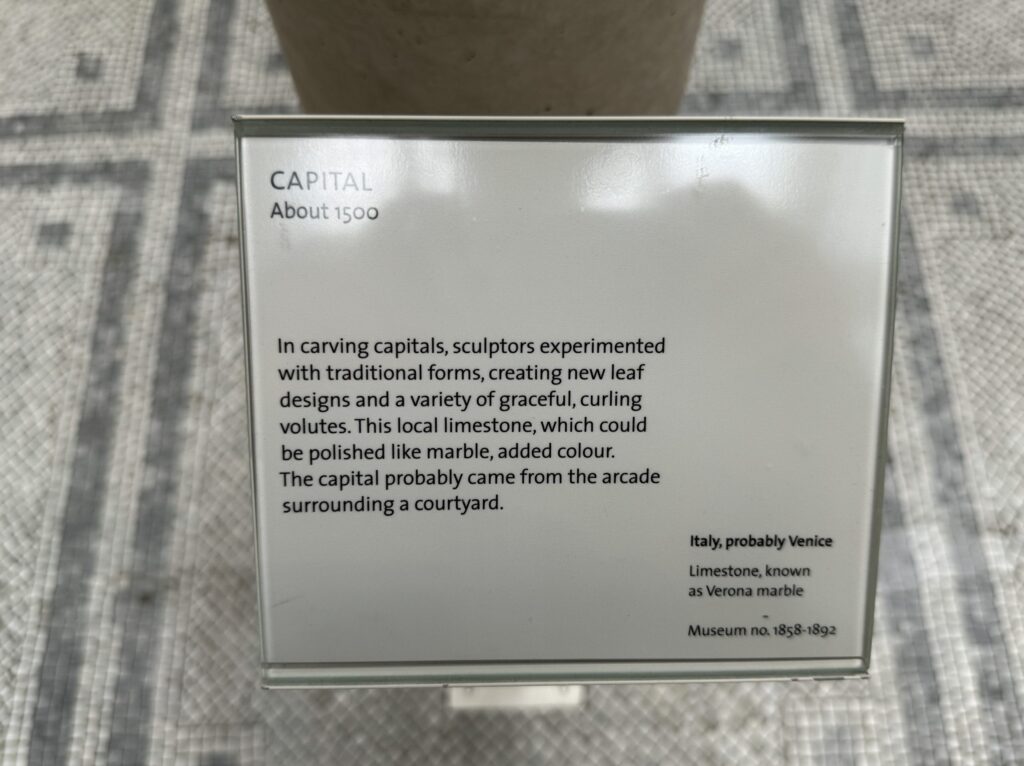 CAPITAL
About 1500
In carving capitals, sculptors experimented
with traditional forms, creating new leaf
designs and a variety of graceful, curling
volutes. This local limestone, which could
be polished like marble, added colour.
The capital probably came from the arcade
surrounding a courtyard.
Italy, probably Venice
Limestone, known
as Verona marble
Museum no. 1858-1892